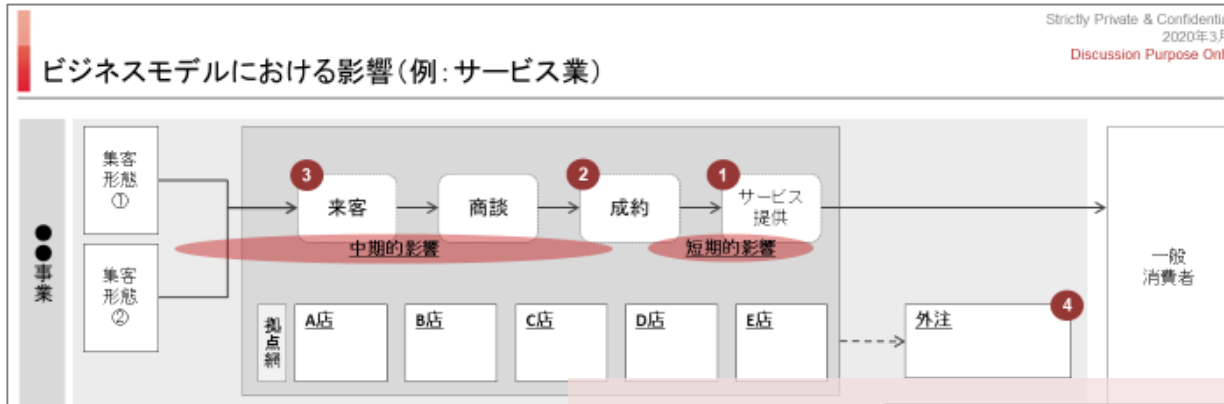 Strictly Private & Confidentia
2020年3月
Discussion Purpose Onl
ビジネスモデルにおける影響(例:サービス業)
●●事業
集客
形態
①
集客
形態
②
3
来客
商談
2
成約
1
サービス
提供
中期的影響
短期的影響
一般
消費者
拠点網
A店
B店
C店
D店
E店
外注
4